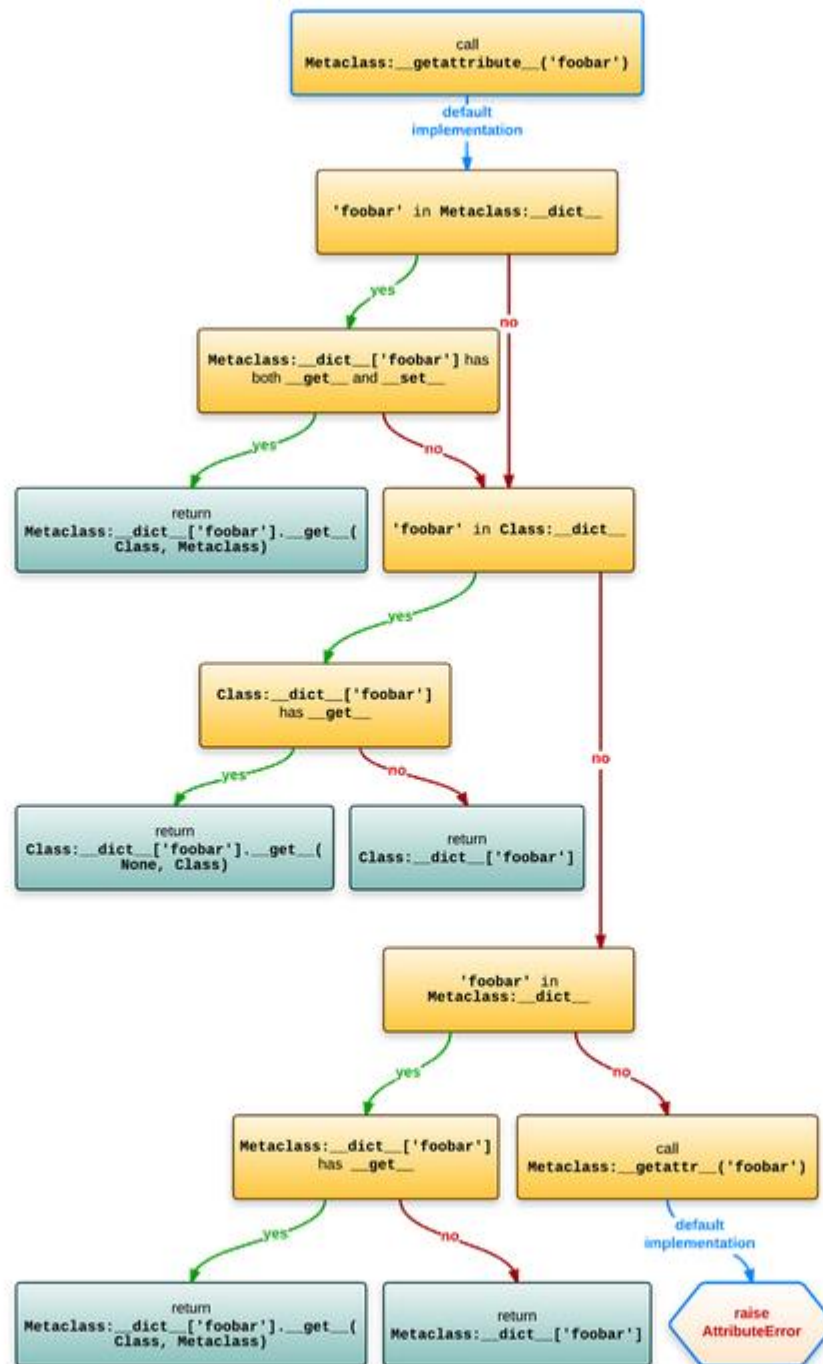 call
Metaclass:__getattribute__('foobar')
default
implementation
'foobar' in Metaclass:__dict__
yes
no
Metaclass:__dict__['foobar'] has
both __get__ and __set__
yes
no
return
Metaclass:__dict__['foobar'].__get__(
Class, Metaclass)
'foobar' in Class:__dict__
yes
no
Class:__dict__['foobar']
has __get__
yes
no
return
Class:__dict__['foobar'].__get__(
None, Class)
return
Class:__dict__['foobar']
'foobar' in
Metaclass:__dict__
yes
no
Metaclass:__dict__['foobar']
has __get__
call
Metaclass:__getattr__('foobar')
yes
no
default
implementation
return
Metaclass:__dict__['foobar'].__get__(
Class, Metaclass)
return
Metaclass:__dict__['foobar']
raise
AttributeError